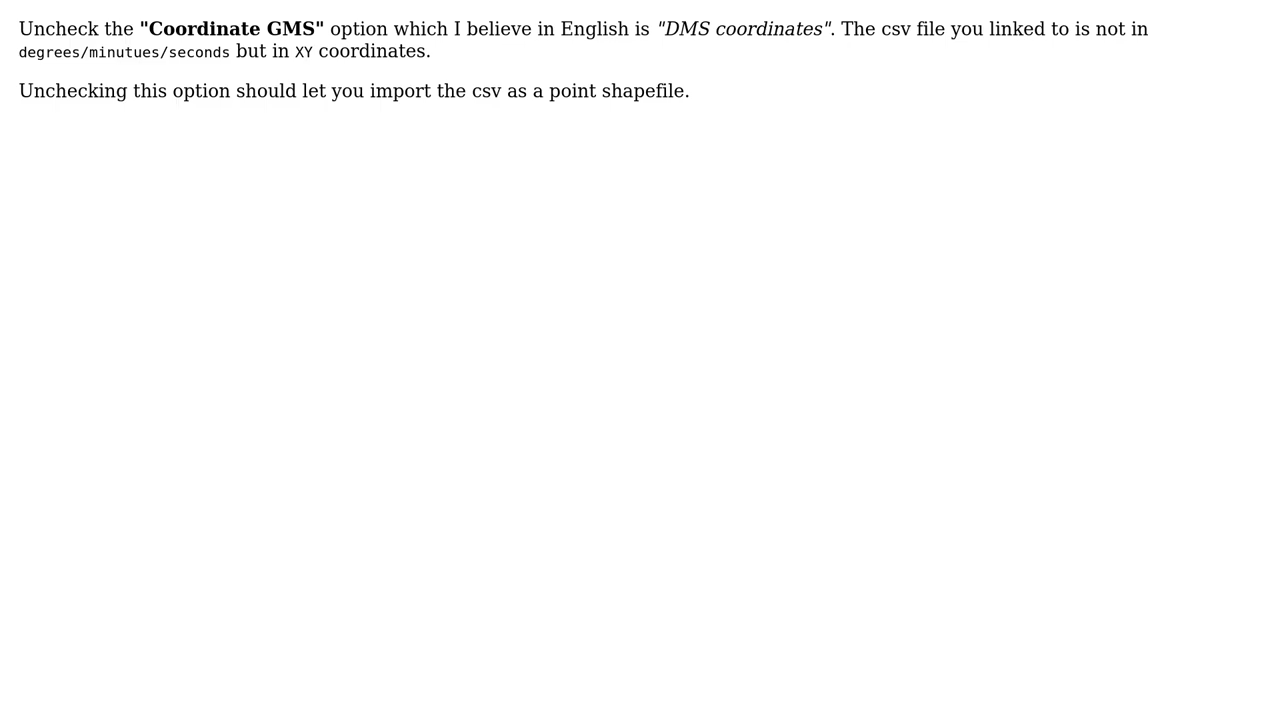 Uncheck the "Coordinate GMS" option which I believe in English is "DMS coordinates". The csv file you linked to is not in
degrees/minutues/seconds but in XY coordinates.
Unchecking this option should let you import the csv as a point shapefile.